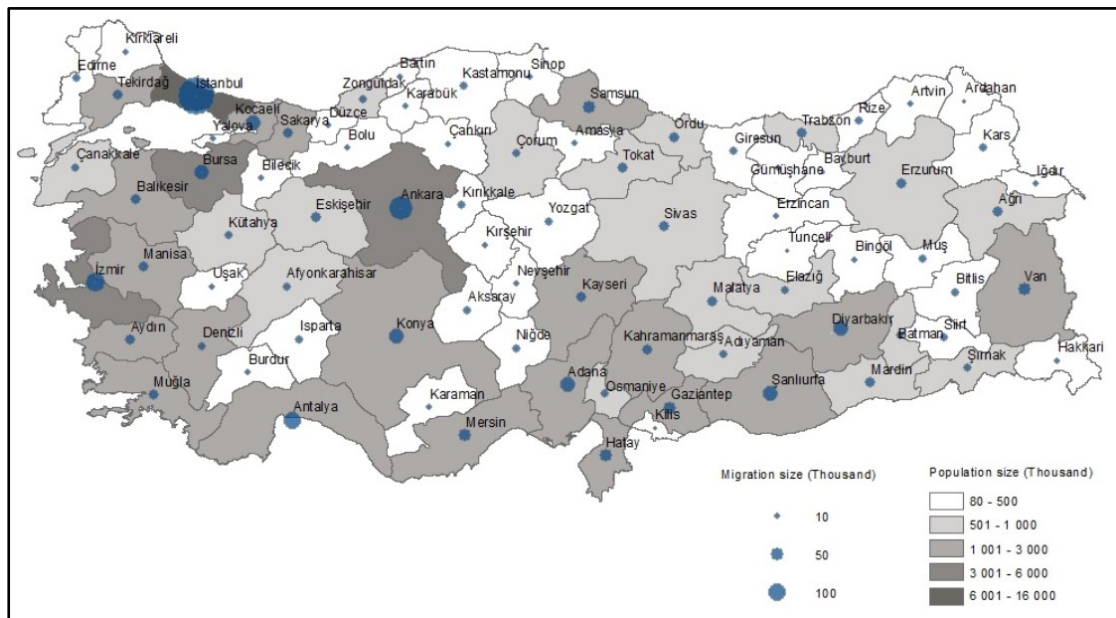 Kırklareli
Edirne
Tekirdağ
İstanbul
Kocaeli
Yalova
Sakarya
Düzce
Zonguldak
Bartın
Karabük
Kastamonu
Sinop
Samsun
Bolu
Çankırı
Çorum
Amasya
Ordu
Tokat
Giresun
Trabzon
Rize
Artvin
Ardahan
Kars
Gümüşhane
Bayburt
Erzurum
Iğdır
Ağrı
Çanakkale
Balıkesir
Bursa
Bilecik
Eskişehir
Ankara
Kırıkkale
Yozgat
Sivas
Erzincan
Tunceli
Bingöl
Muş
Kütahya
Kırşehir
Nevşehir
Kayseri
Malatya
Elazığ
Bitlis
Van
İzmir
Manisa
Uşak
Afyonkarahisar
Aksaray
Niğde
Kahramanmaraş
Adıyaman
Diyarbakır
Batman
Siirt
Şırnak
Hakkari
Mardin
Aydın
Denizli
Isparta
Burdur
Konya
Karaman
Adana
Osmaniye
Gaziantep
Şanlıurfa
Kilis
Muğla
Antalya
Mersin
Hatay
Migration size (Thousand)
10
50
100
Population size (Thousand)
80 - 500
501 - 1 000
1 001 - 3 000
3 001 - 6 000
6 001 - 16 000